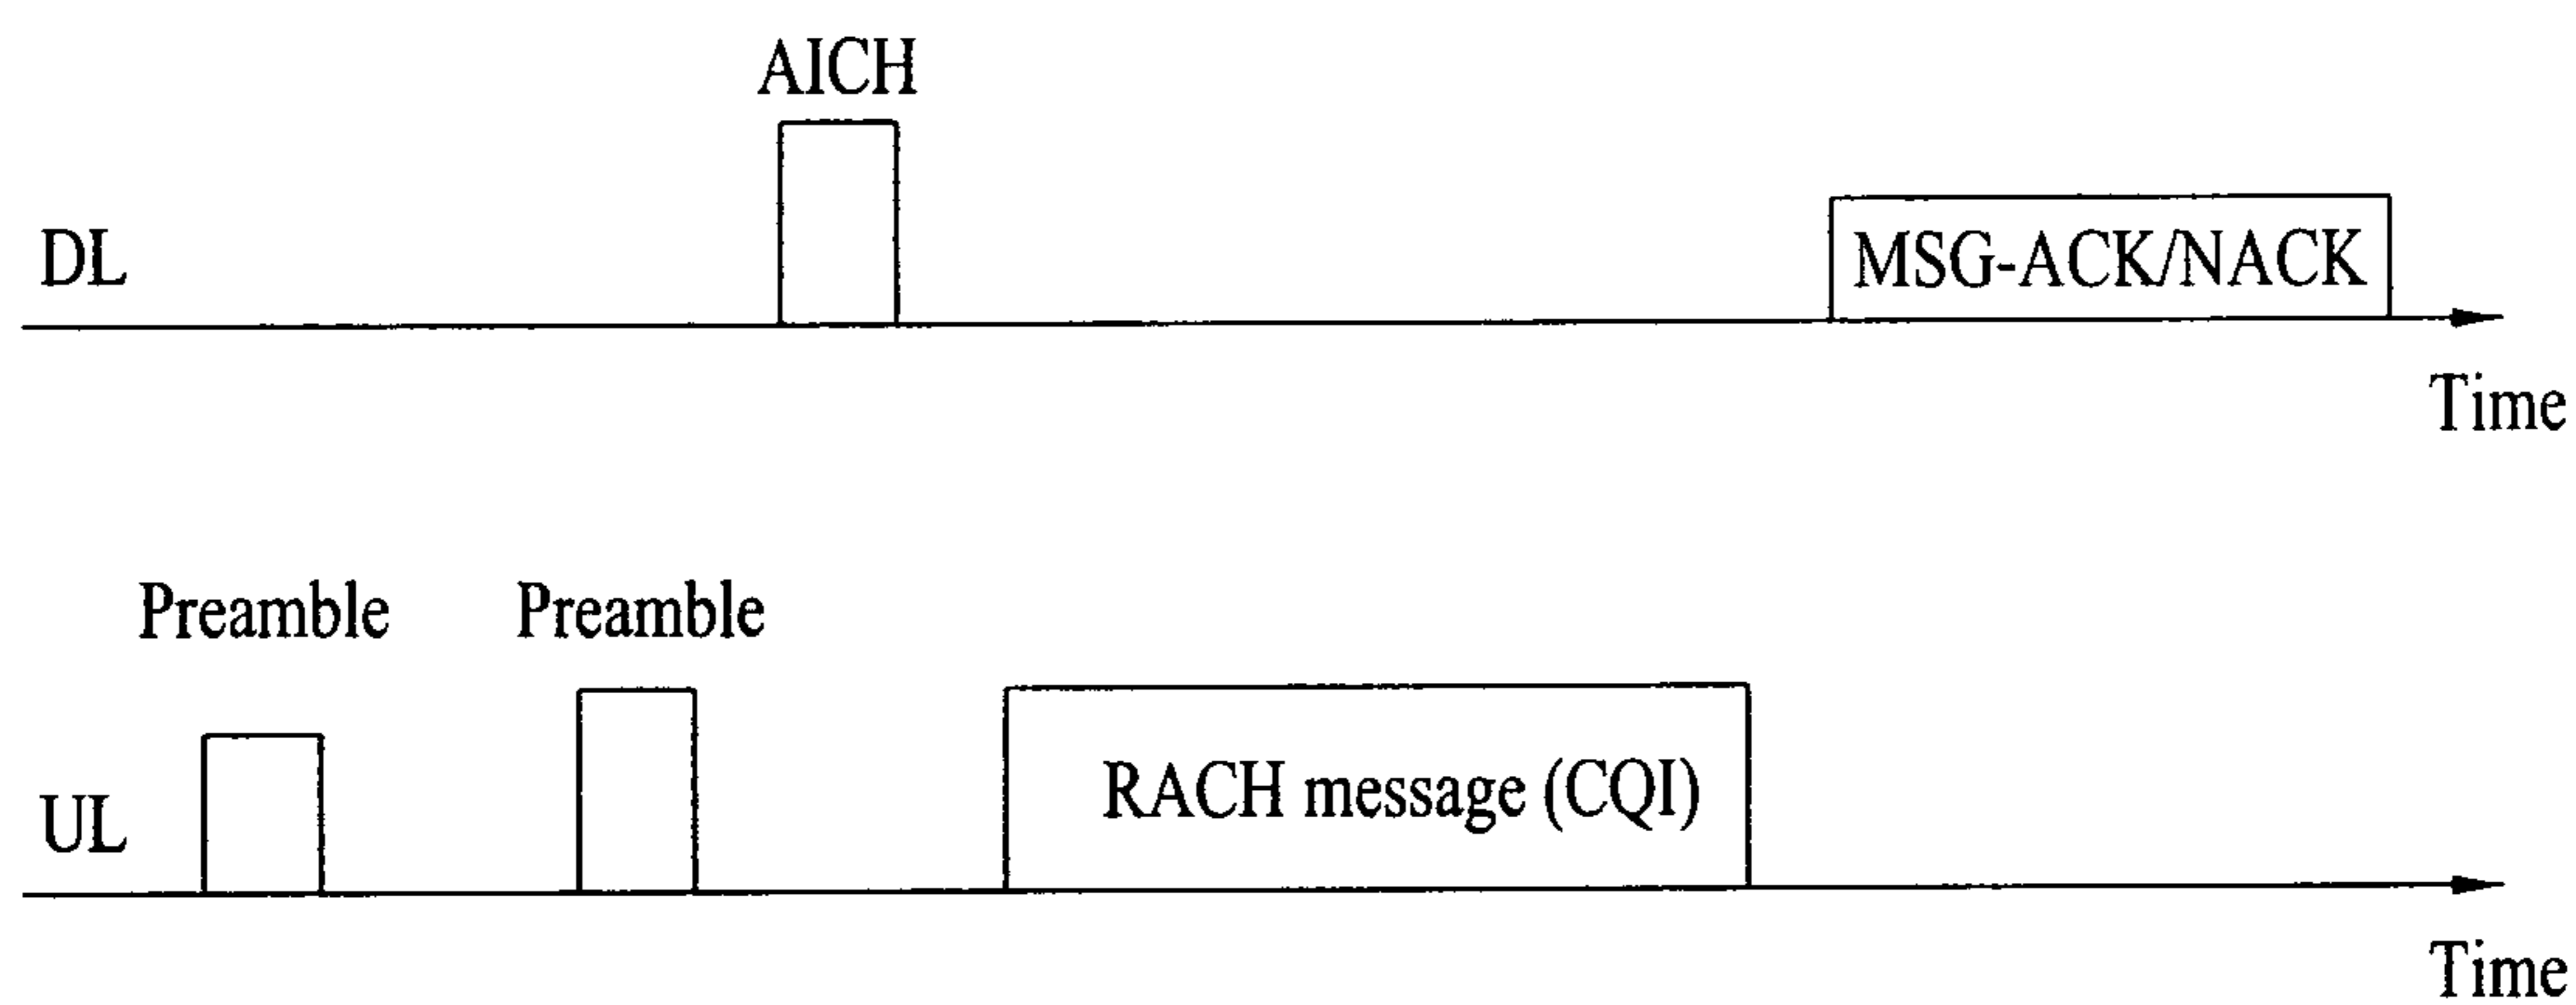 AICH
DL
MSG-ACK/NACK
Time
Preamble
Preamble
UL
RACH message (CQI)
Time